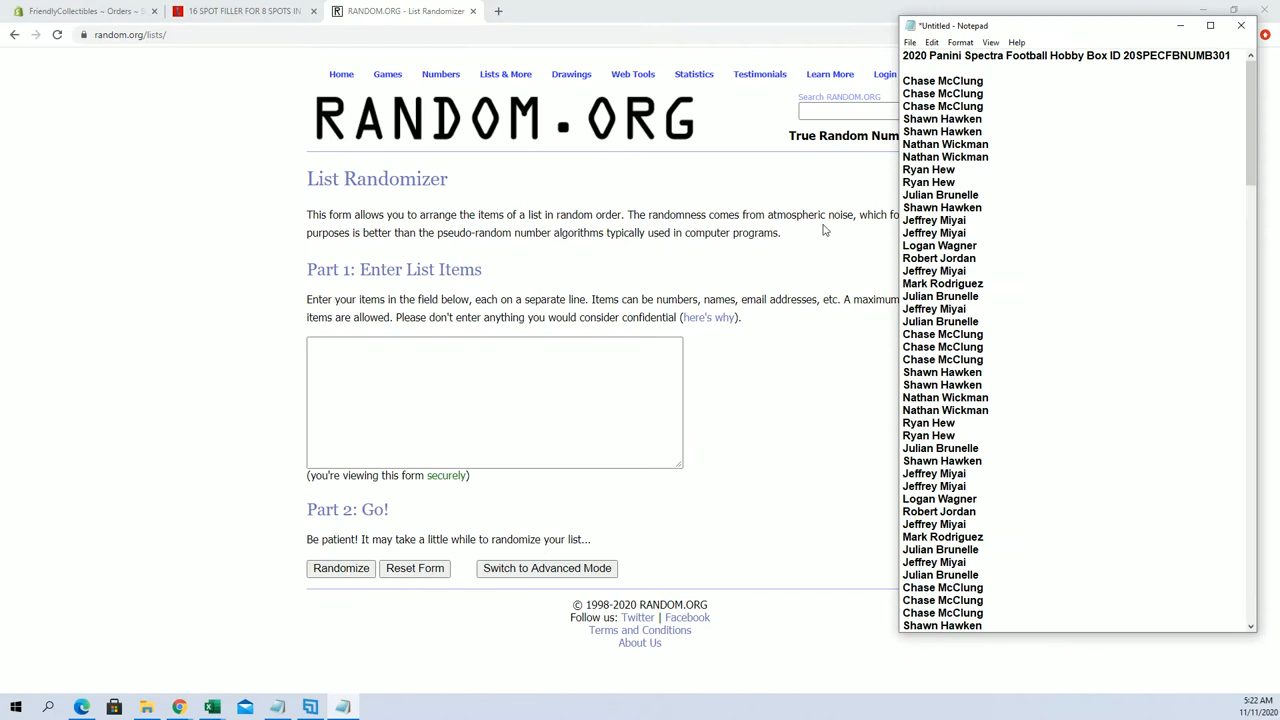 FriendlyCollectibles ~ Orders ~ S
16 SPOT FILLER FOR 8 SPOTS IN
RANDOM.ORG - List Randomizer
random.org/lists/
Home
Games
Numbers
Lists & More
Drawings
Web Tools
Statistics
Testimonials
Learn More
Login
RANDOM.ORG
Search RANDOM.ORG
True Random Num
List Randomizer
This form allows you to arrange the items of a list in random order. The randomness comes from atmospheric noise, which fo
purposes is better than the pseudo-random number algorithms typically used in computer programs.
Part 1: Enter List Items
Enter your items in the field below, each on a separate line. Items can be numbers, names, email addresses, etc. A maximum
items are allowed. Please don't enter anything you would consider confidential (here's why).
(you're viewing this form securely)
Part 2: Go!
Be patient! It may take a little while to randomize your list...
Randomize
Reset Form
Switch to Advanced Mode
© 1998-2020 RANDOM.ORG
Follow us: Twitter | Facebook
Terms and Conditions
About Us
*Untitled - Notepad
File Edit Format View Help
2020 Panini Spectra Football Hobby Box ID 20SPECFBNUMB301
Chase McClung
Chase McClung
Chase McClung
Shawn Hawken
Shawn Hawken
Nathan Wickman
Nathan Wickman
Ryan Hew
Ryan Hew
Julian Brunelle
Shawn Hawken
Jeffrey Miyai
Jeffrey Miyai
Logan Wagner
Robert Jordan
Jeffrey Miyai
Mark Rodriguez
Julian Brunelle
Jeffrey Miyai
Julian Brunelle
Chase McClung
Chase McClung
Chase McClung
Shawn Hawken
Shawn Hawken
Nathan Wickman
Nathan Wickman
Ryan Hew
Ryan Hew
Julian Brunelle
Shawn Hawken
Jeffrey Miyai
Jeffrey Miyai
Logan Wagner
Robert Jordan
Jeffrey Miyai
Mark Rodriguez
Julian Brunelle
Jeffrey Miyai
Julian Brunelle
Chase McClung
Chase McClung
Chase McClung
Shawn Hawken
5:22 AM
11/11/2020